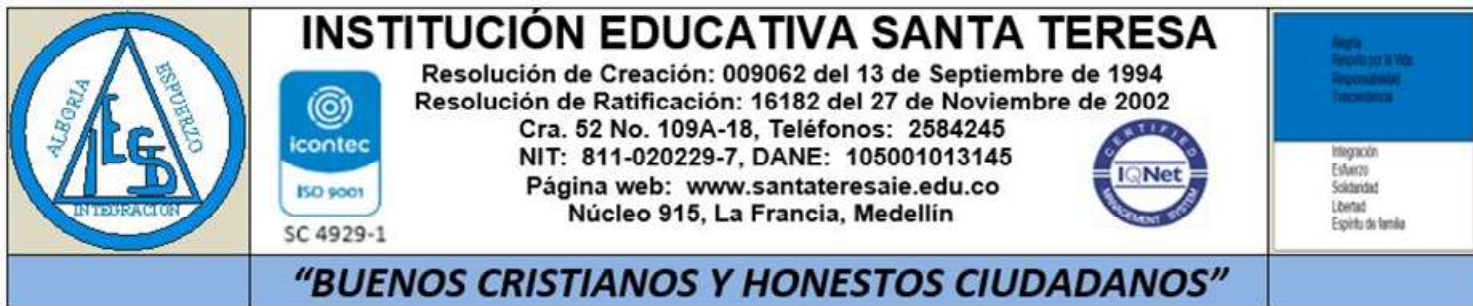 ALEGRIA
ESFUERZO
INTEGRACION
INSTITUCIÓN EDUCATIVA SANTA TERESA
Resolución de Creación: 009062 del 13 de Septiembre de 1994
Resolución de Ratificación: 16182 del 27 de Noviembre de 2002
Cra. 52 No. 109A-18, Teléfonos: 2584245
NIT: 811-020229-7, DANE: 105001013145
Página web: www.santateresaie.edu.co
Núcleo 915, La Francia, Medellín
icontec
ISO 9001
SC 4929-1
CERTIFIED
IQNet
MANAGEMENT SYSTEM
Alegría
Respeto por la Vida
Responsabilidad
Trascendencia
Integración
Esfuerzo
Solidaridad
Libertad
Espíritu de familia
“BUENOS CRISTIANOS Y HONESTOS CIUDADANOS”